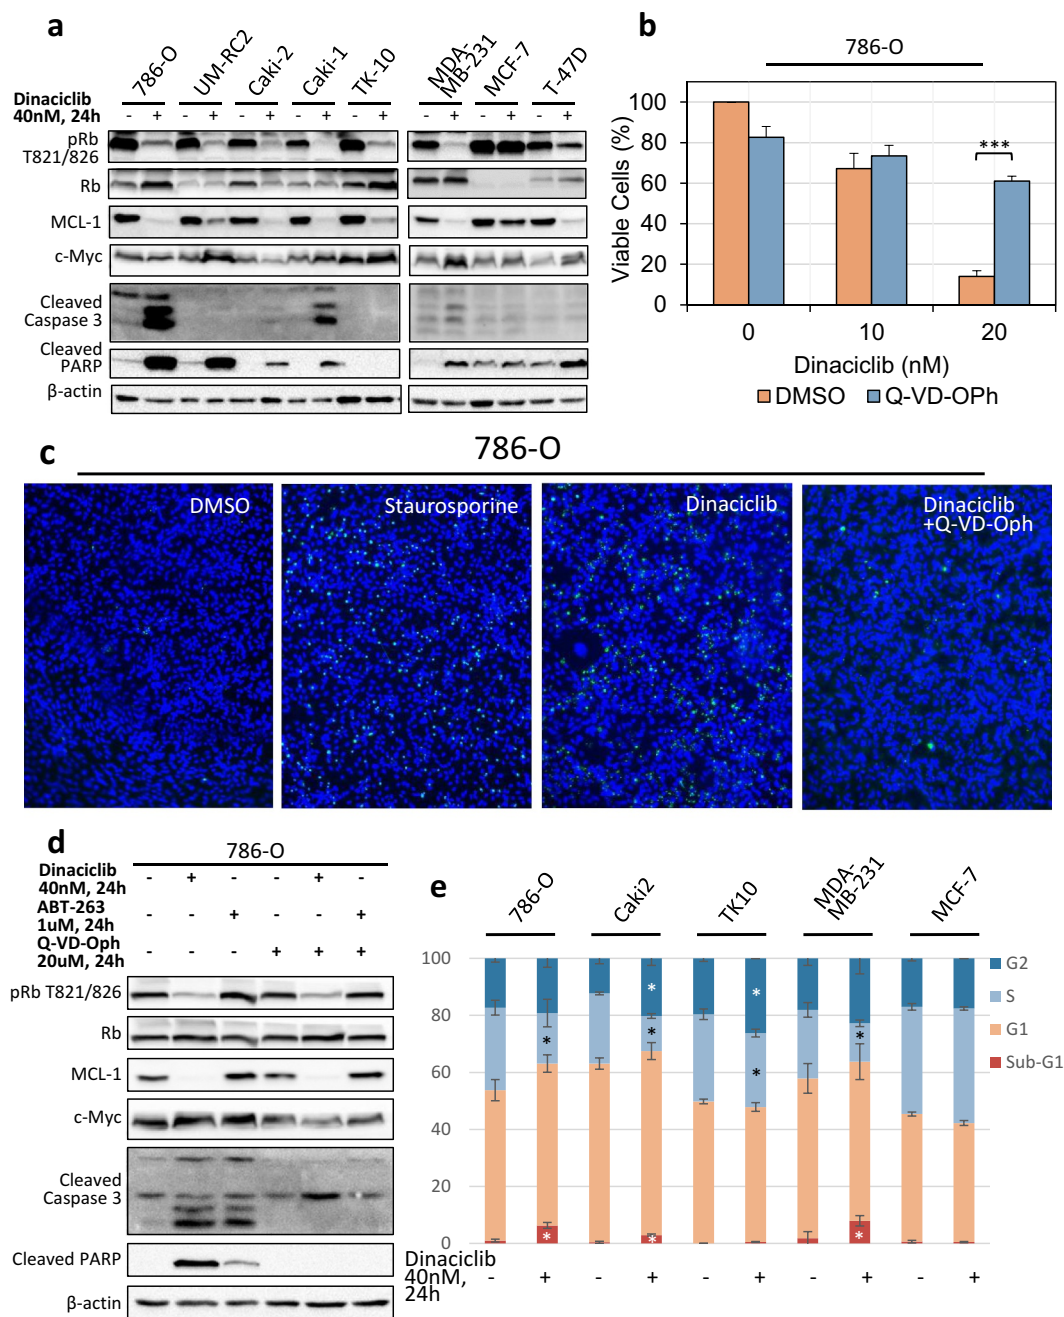 a
786-O
UM-RC2
Caki-2
Caki-1
TK-10
MDA-
MB-231
MCF-7
T-47D
Dinaciclib
40nM, 24h
- + - + - + - + - + - + - + - +
pRb
T821/826
Rb
MCL-1
c-Myc
Cleaved
Caspase 3
Cleaved
PARP
β-actin
b
786-O
Viable Cells (%)
100
80
60
40
20
0
***
0 10 20
Dinaciclib (nM)
DMSO Q-VD-OPh
c
786-O
DMSO
Staurosporine
Dinaciclib
Dinaciclib
+Q-VD-Oph
d
786-O
Dinaciclib
40nM, 24h
- + - - + -
ABT-263
1uM, 24h
- - + - - +
Q-VD-Oph
20uM, 24h
- - - + + +
pRb T821/826
Rb
MCL-1
c-Myc
Cleaved
Caspase 3
Cleaved PARP
β-actin
e
786-O
Caki2
TK10
MDA-
MB-231
MCF-7
100
80
60
40
20
0
* * * * * * * * *
G2
S
G1
Sub-G1
Dinaciclib
40nM,
24h
- + - + - + - + - +